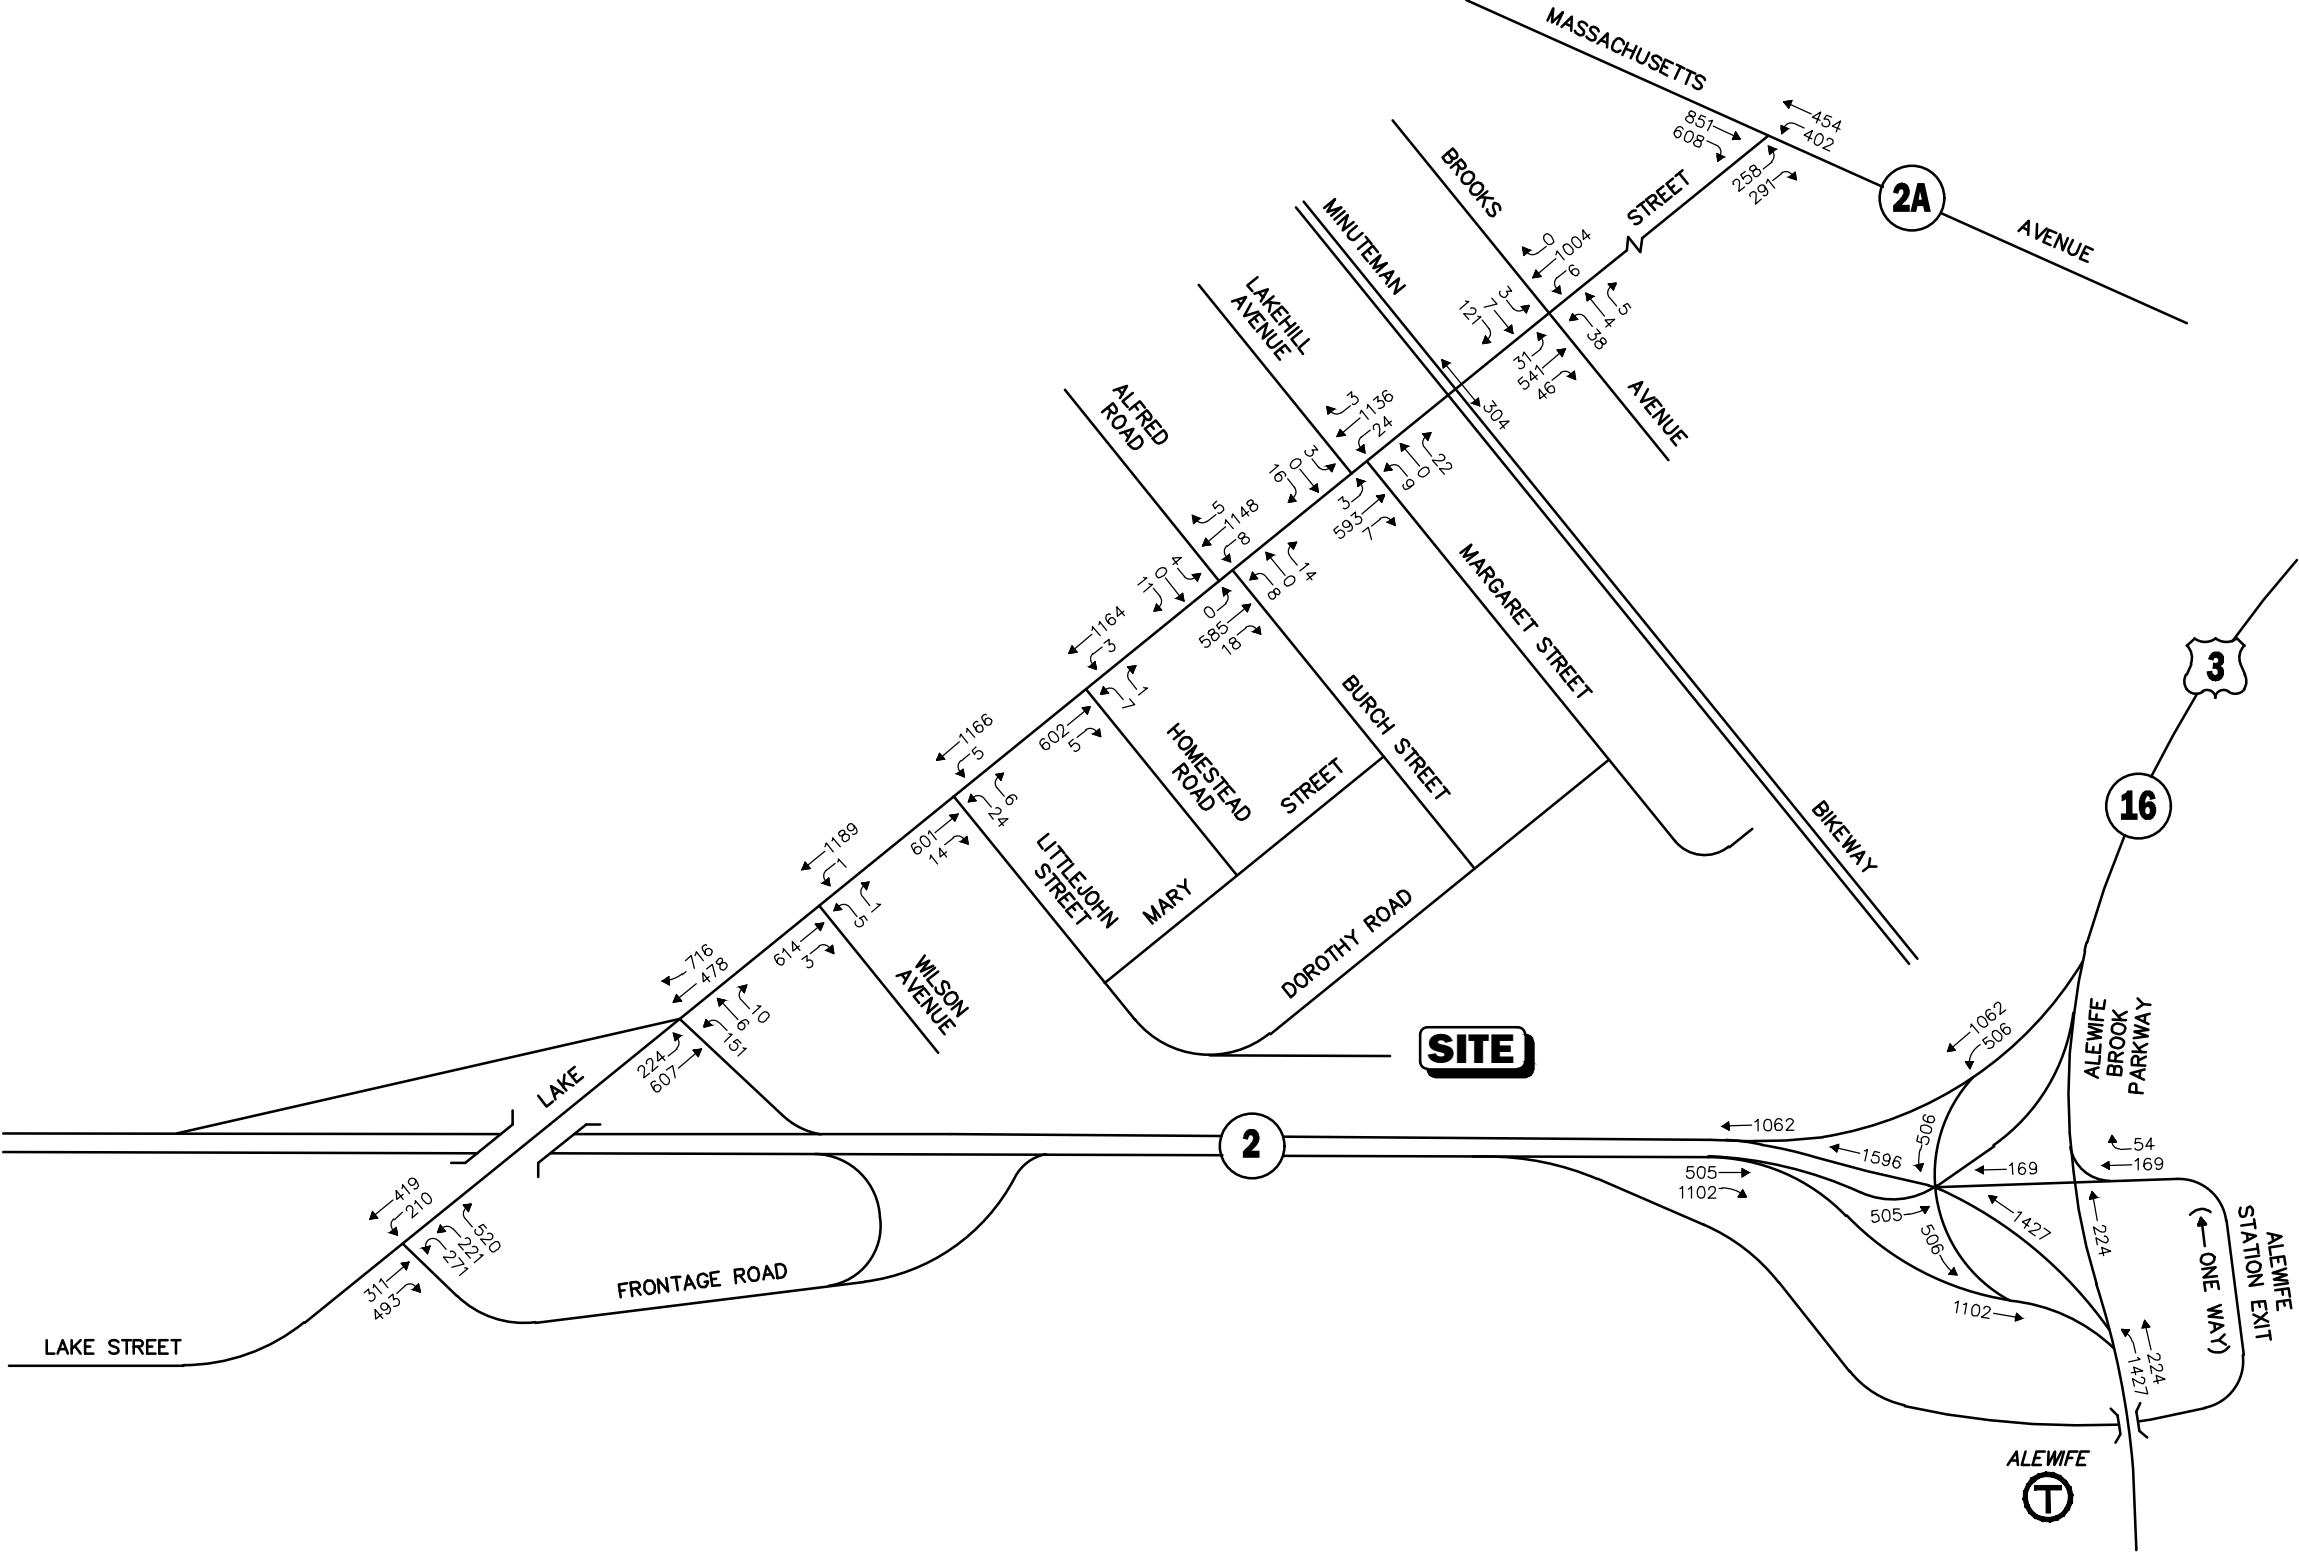 MASSACHUSETTS
454
402
851
608
258
291
2A
AVENUE
BROOKS
STREET
0
1004
6
3
7
121
5
4
38
31
541
46
AVENUE
MINUTEMAN
304
BIKEWAY
LAKEHILL
AVENUE
3
1136
24
3
0
16
22
0
9
3
593
7
MARGARET STREET
ALFRED
ROAD
5
1148
8
4
0
11
14
0
8
0
585
18
BURCH STREET
1164
3
1
7
602
5
HOMESTEAD
ROAD
1166
5
6
24
601
14
LITTLEJOHN
STREET
MARY
STREET
DOROTHY ROAD
1189
1
1
5
614
3
WILSON
AVENUE
716
478
10
6
151
224
607
LAKE
SITE
2
419
210
520
221
271
311
493
LAKE STREET
FRONTAGE ROAD
3
16
ALEWIFE
BROOK
PARKWAY
1062
506
1062
506
1596
169
54
169
505
1102
505
506
1427
224
1102
224
1427
(← ONE WAY)
ALEWIFE
STATION EXIT
ALEWIFE
T